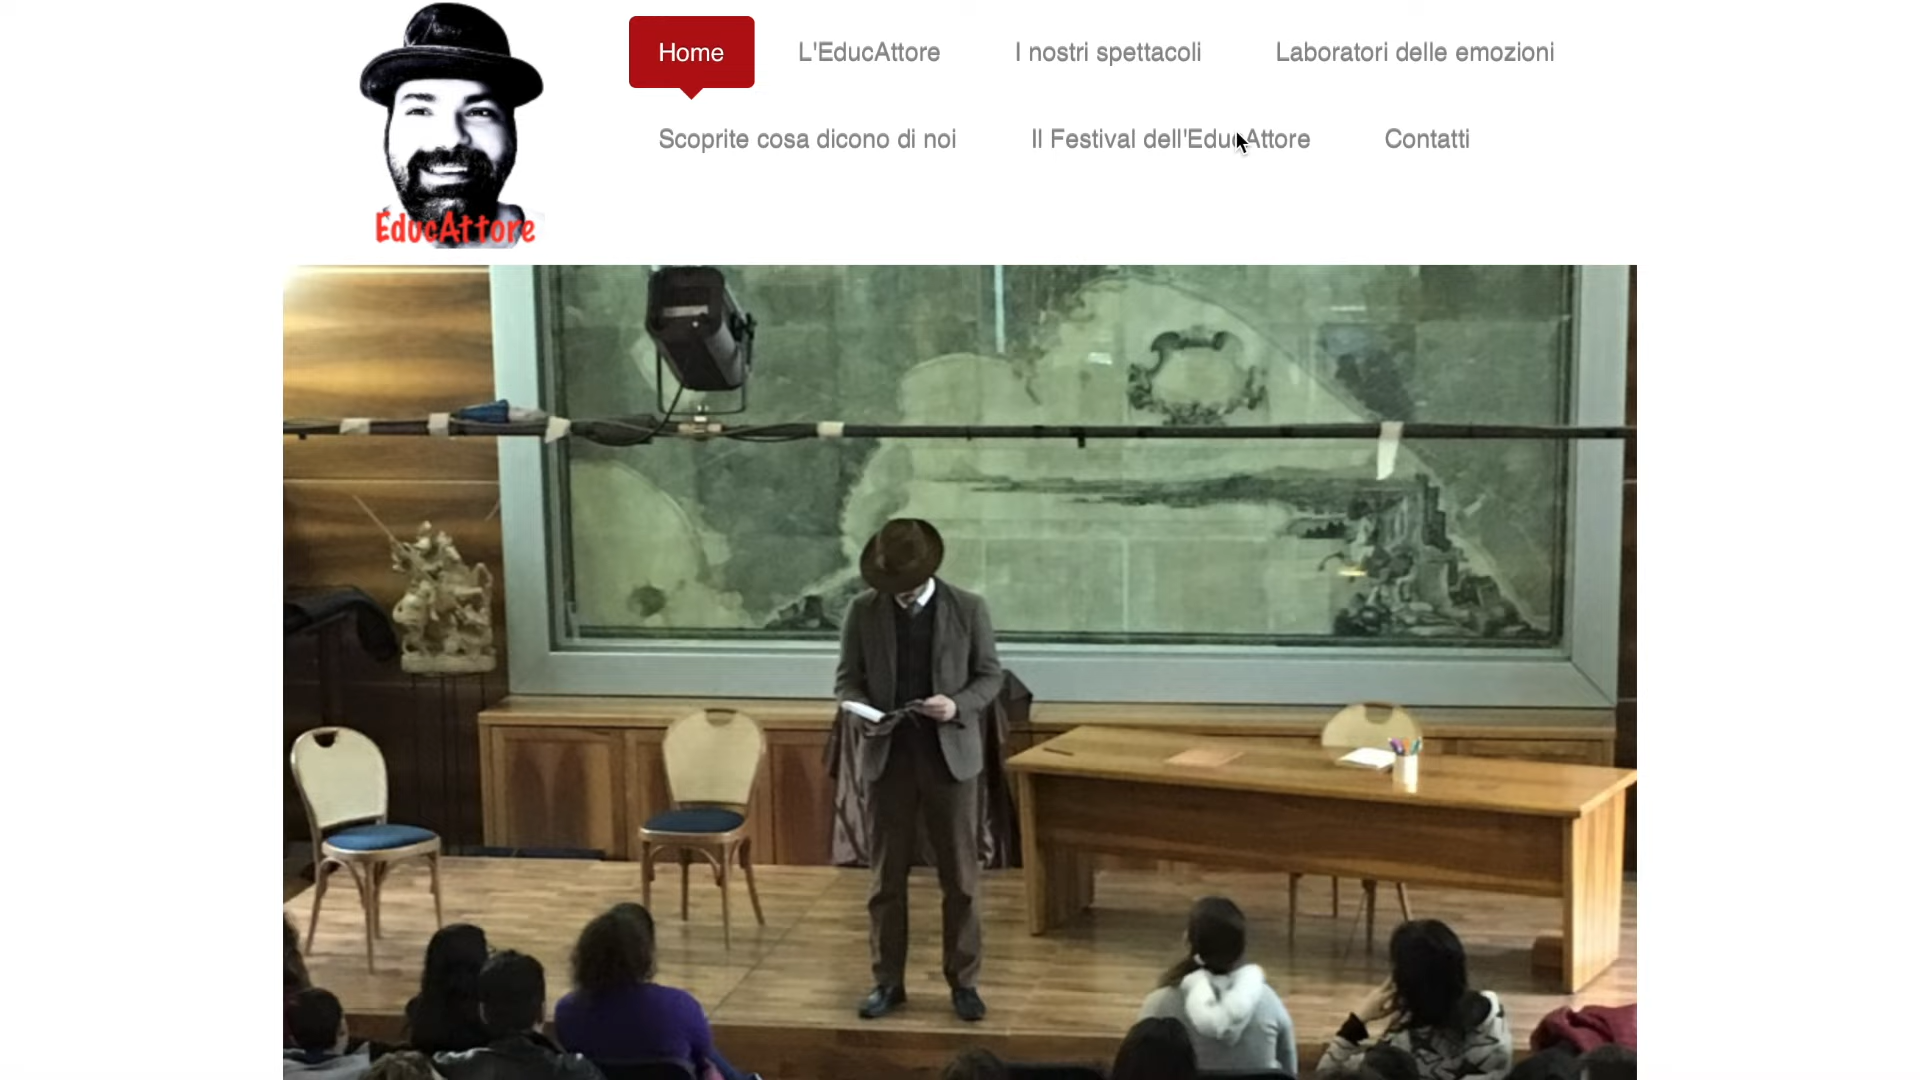 Home
L'EducAttore
I nostri spettacoli
Laboratori delle emozioni
Scoprite cosa dicono di noi
Il Festival dell'EducAttore
Contatti
EducAttore